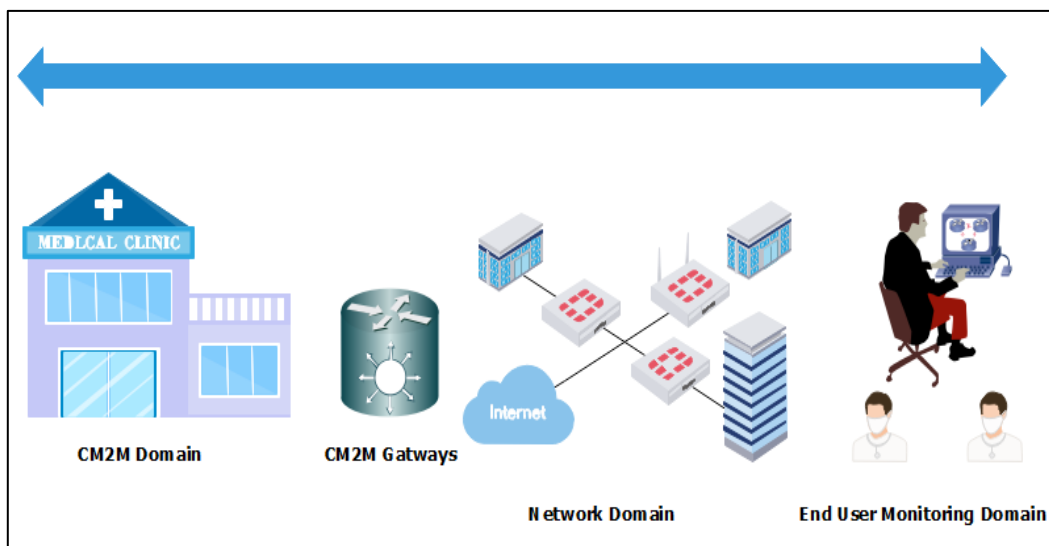 MEDLCAL CLINIC
Internet
CM2M Domain
CM2M Gatways
Network Domain
End User Monitoring Domain